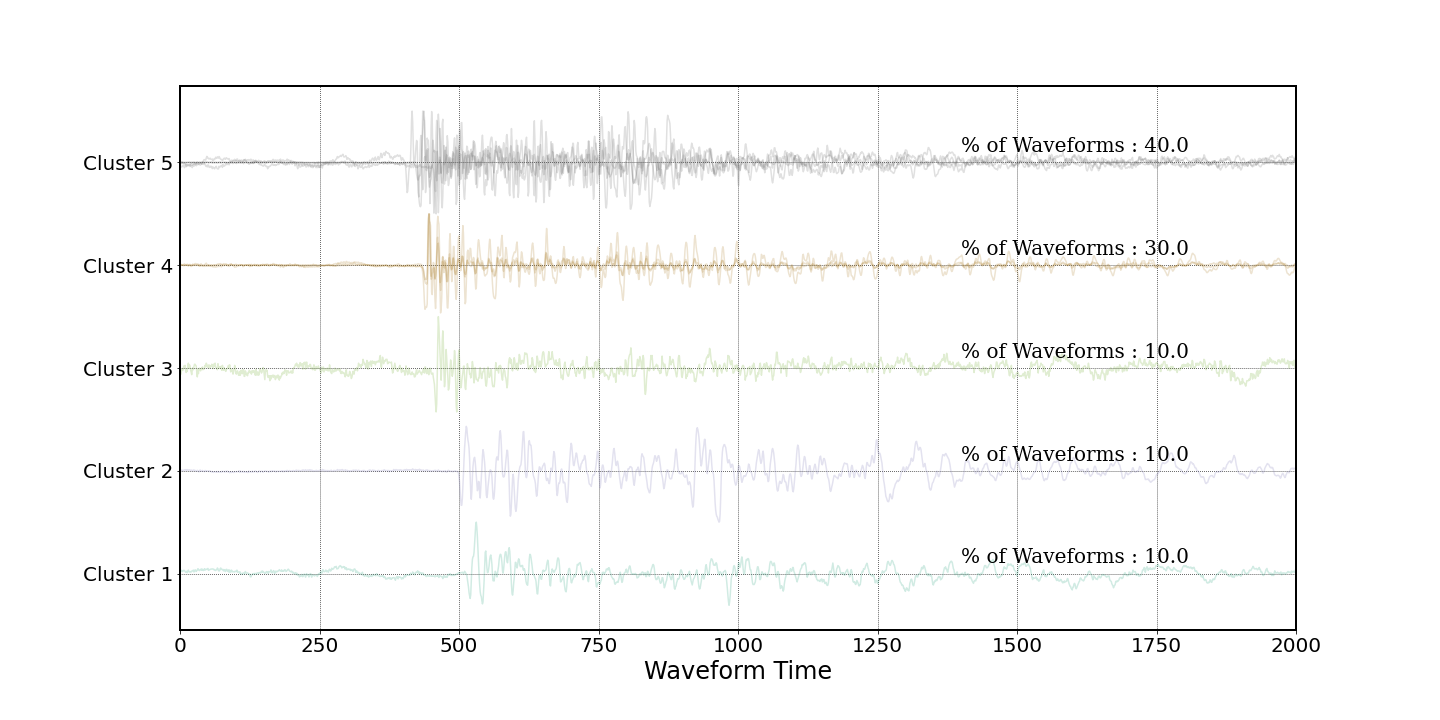 Cluster 5
% of Waveforms : 40.0
Cluster 4
% of Waveforms : 30.0
Cluster 3
% of Waveforms : 10.0
Cluster 2
% of Waveforms : 10.0
Cluster 1
% of Waveforms : 10.0
0 250 500 750 1000 1250 1500 1750 2000
Waveform Time